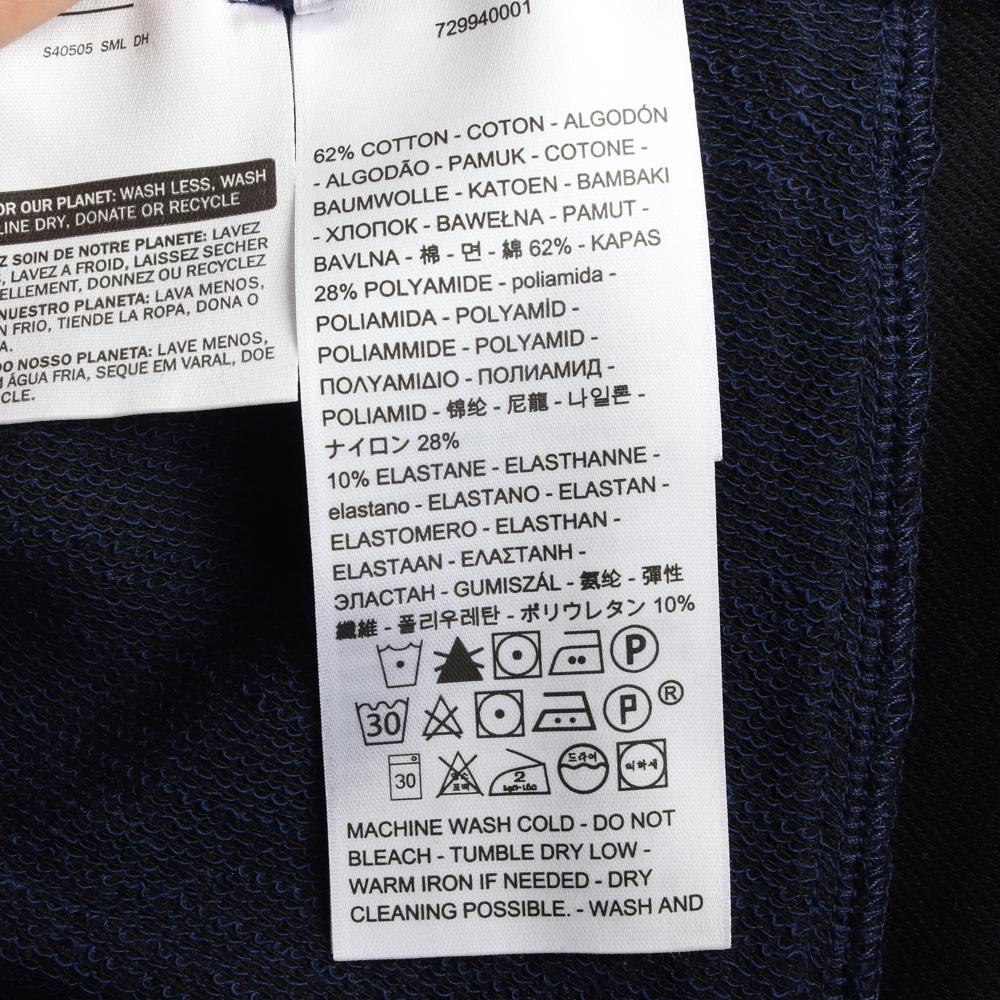 S40505 SML DH
OR OUR PLANET: WASH LESS, WASH
LINE DRY, DONATE OR RECYCLE
Z SOIN DE NOTRE PLANETE: LAVEZ
, LAVEZ A FROID, LAISSEZ SECHER
ELLEMENT, DONNEZ OU RECYCLEZ
NUESTRO PLANETA: LAVA MENOS,
N FRIO, TIENDE LA ROPA, DONA O
A.
DO NOSSO PLANETA: LAVE MENOS,
ÁGUA FRIA, SEQUE EM VARAL, DOE
CLE.
729940001
62% COTTON - COTON - ALGODÓN
- ALGODÃO - PAMUK - COTONE -
BAUMWOLLE - KATOEN - BAMBAKI
- ХЛОПОК - BAWEŁNA - PAMUT -
BAVLNA - 棉 - 면 - 綿 62% - KAPAS
28% POLYAMIDE - poliamida -
POLIAMIDA - POLYAMİD -
POLIAMMIDE - POLYAMID -
ΠΟΛΥΑΜΙΔΙΟ - ПОЛИАМИД -
POLIAMID - 锦纶 - 尼龍 - 나일론 -
ナイロン 28%
10% ELASTANE - ELASTHANNE -
elastano - ELASTANO - ELASTAN -
ELASTOMERO - ELASTHAN -
ELASTAAN - ΕΛΑΣΤΑΝΗ -
ЭЛАСТАН - GUMISZÁL - 氨纶 - 彈性
纖維 - 폴리우레탄 - ポリウレタン 10%
P
30 P ®
30 2 드라이
MACHINE WASH COLD - DO NOT
BLEACH - TUMBLE DRY LOW -
WARM IRON IF NEEDED - DRY
CLEANING POSSIBLE. - WASH AND